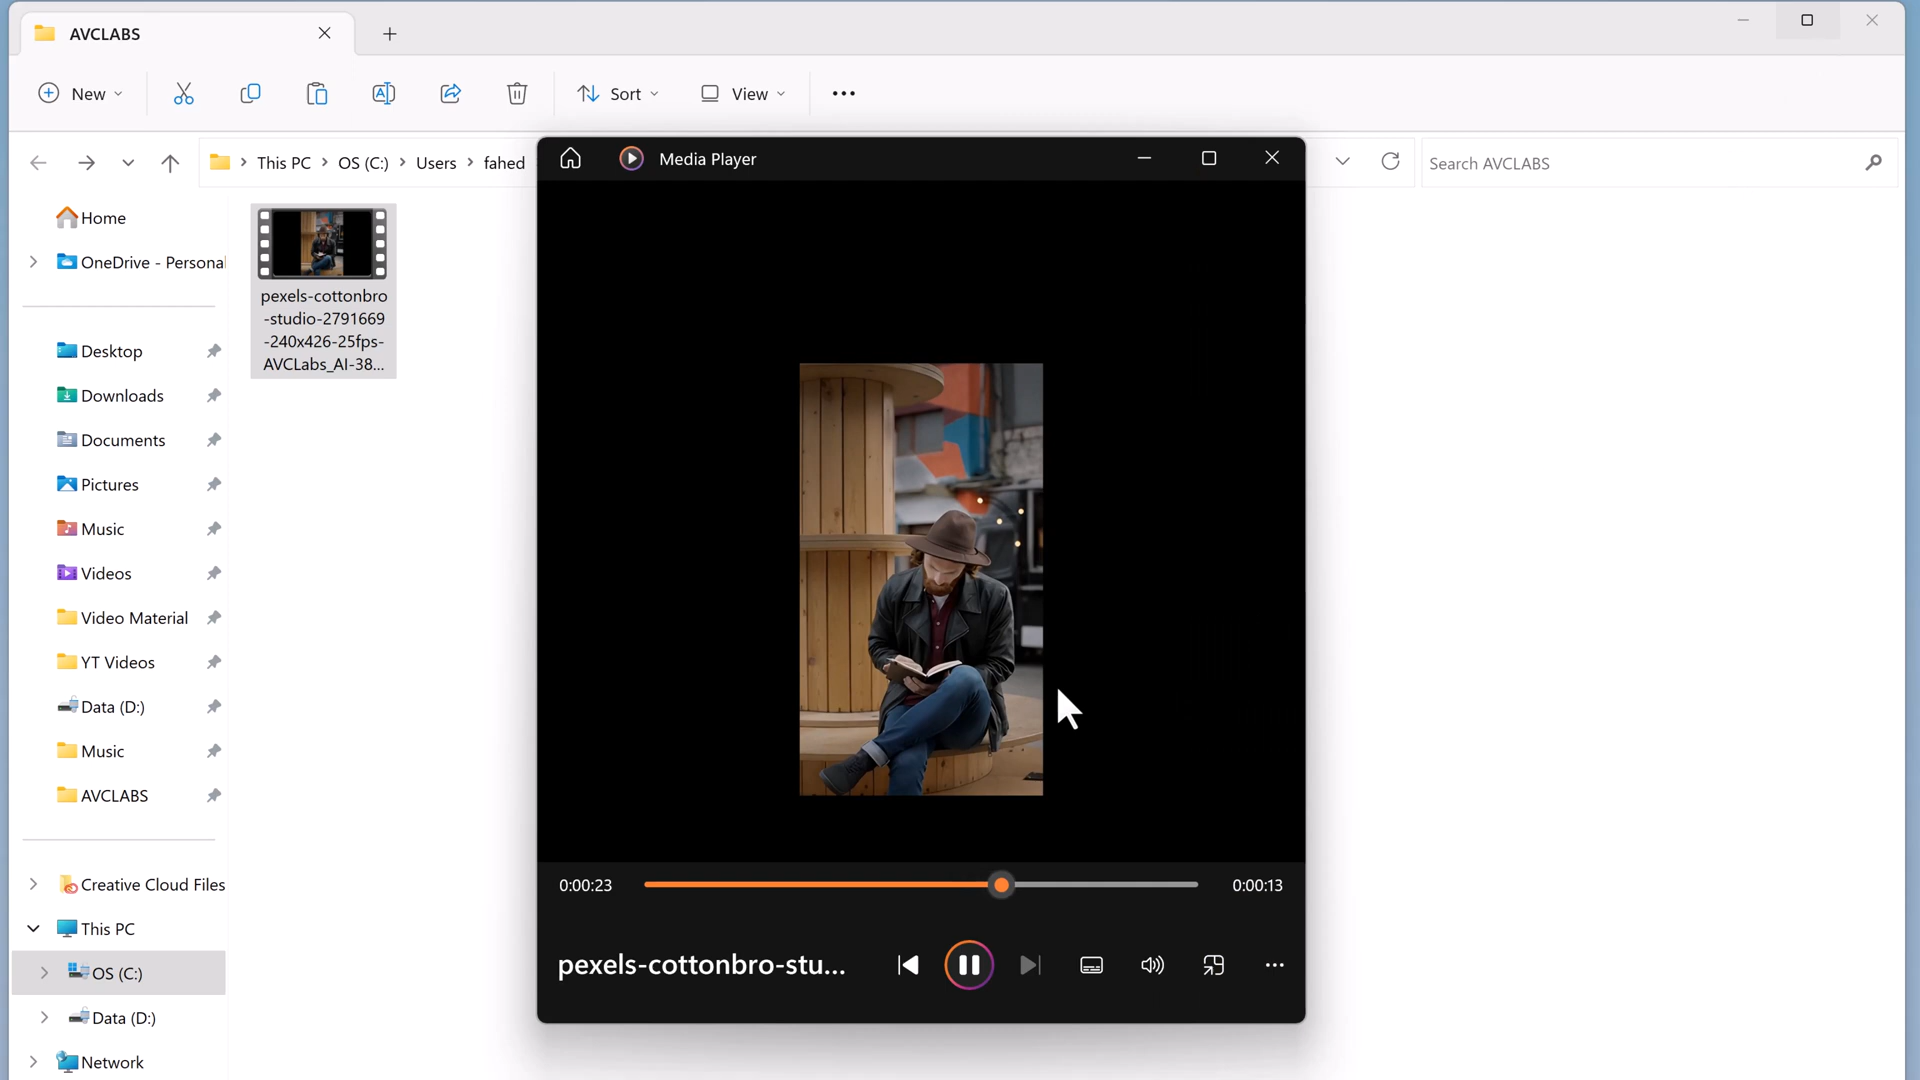 AVCLABS
New
Sort
View
This PC
OS (C:)
Users
fahed
Search AVCLABS
Media Player
Home
OneDrive - Personal
pexels-cottonbro
-studio-2791669
-240x426-25fps-
AVCLabs_AI-38...
Desktop
Downloads
Documents
Pictures
Music
Videos
Video Material
YT Videos
Data (D:)
Music
AVCLABS
Creative Cloud Files
This PC
OS (C:)
Data (D:)
Network
0:00:23
0:00:13
pexels-cottonbro-stu...